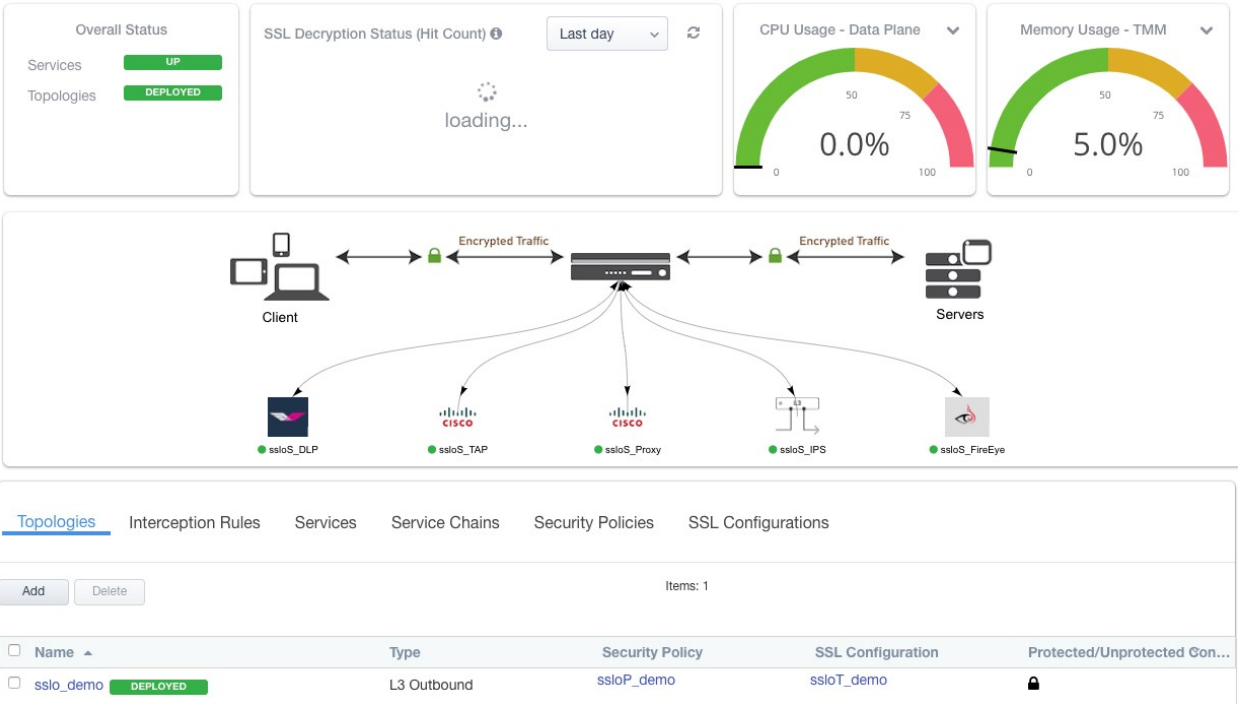 Overall Status
Services UP
Topologies DEPLOYED
SSL Decryption Status (Hit Count) Last day
loading...
CPU Usage - Data Plane
50
75
0.0%
0 100
Memory Usage - TMM
50
75
5.0%
0 100
Encrypted Traffic Encrypted Traffic
Client Servers
CISCO CISCO L3
ssloS_DLP ssloS_TAP ssloS_Proxy ssloS_IPS ssloS_FireEye
Topologies Interception Rules Services Service Chains Security Policies SSL Configurations
Add Delete Items: 1
Name Type Security Policy SSL Configuration Protected/Unprotected Con...
sslo_demo DEPLOYED L3 Outbound ssloP_demo ssloT_demo